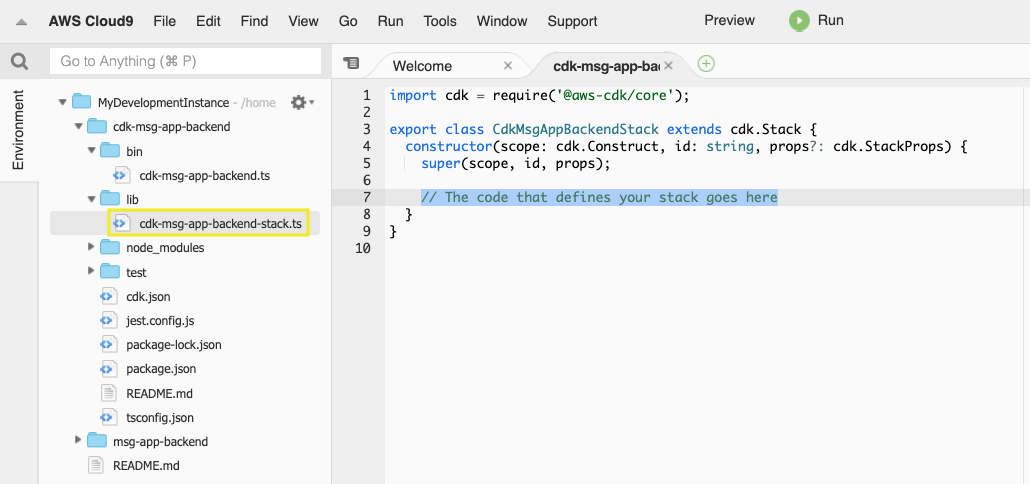 AWS Cloud9 File Edit Find View Go Run Tools Window Support Preview Run
Go to Anything (⌘ P)
Environment
MyDevelopmentInstance - /home
cdk-msg-app-backend
bin
cdk-msg-app-backend.ts
lib
cdk-msg-app-backend-stack.ts
node_modules
test
cdk.json
jest.config.js
package-lock.json
package.json
README.md
tsconfig.json
msg-app-backend
README.md
Welcome × cdk-msg-app-bac ×
1 import cdk = require('@aws-cdk/core');
2
3 export class CdkMsgAppBackendStack extends cdk.Stack {
4 constructor(scope: cdk.Construct, id: string, props?: cdk.StackProps) {
5 super(scope, id, props);
6
7 // The code that defines your stack goes here
8 }
9 }
10